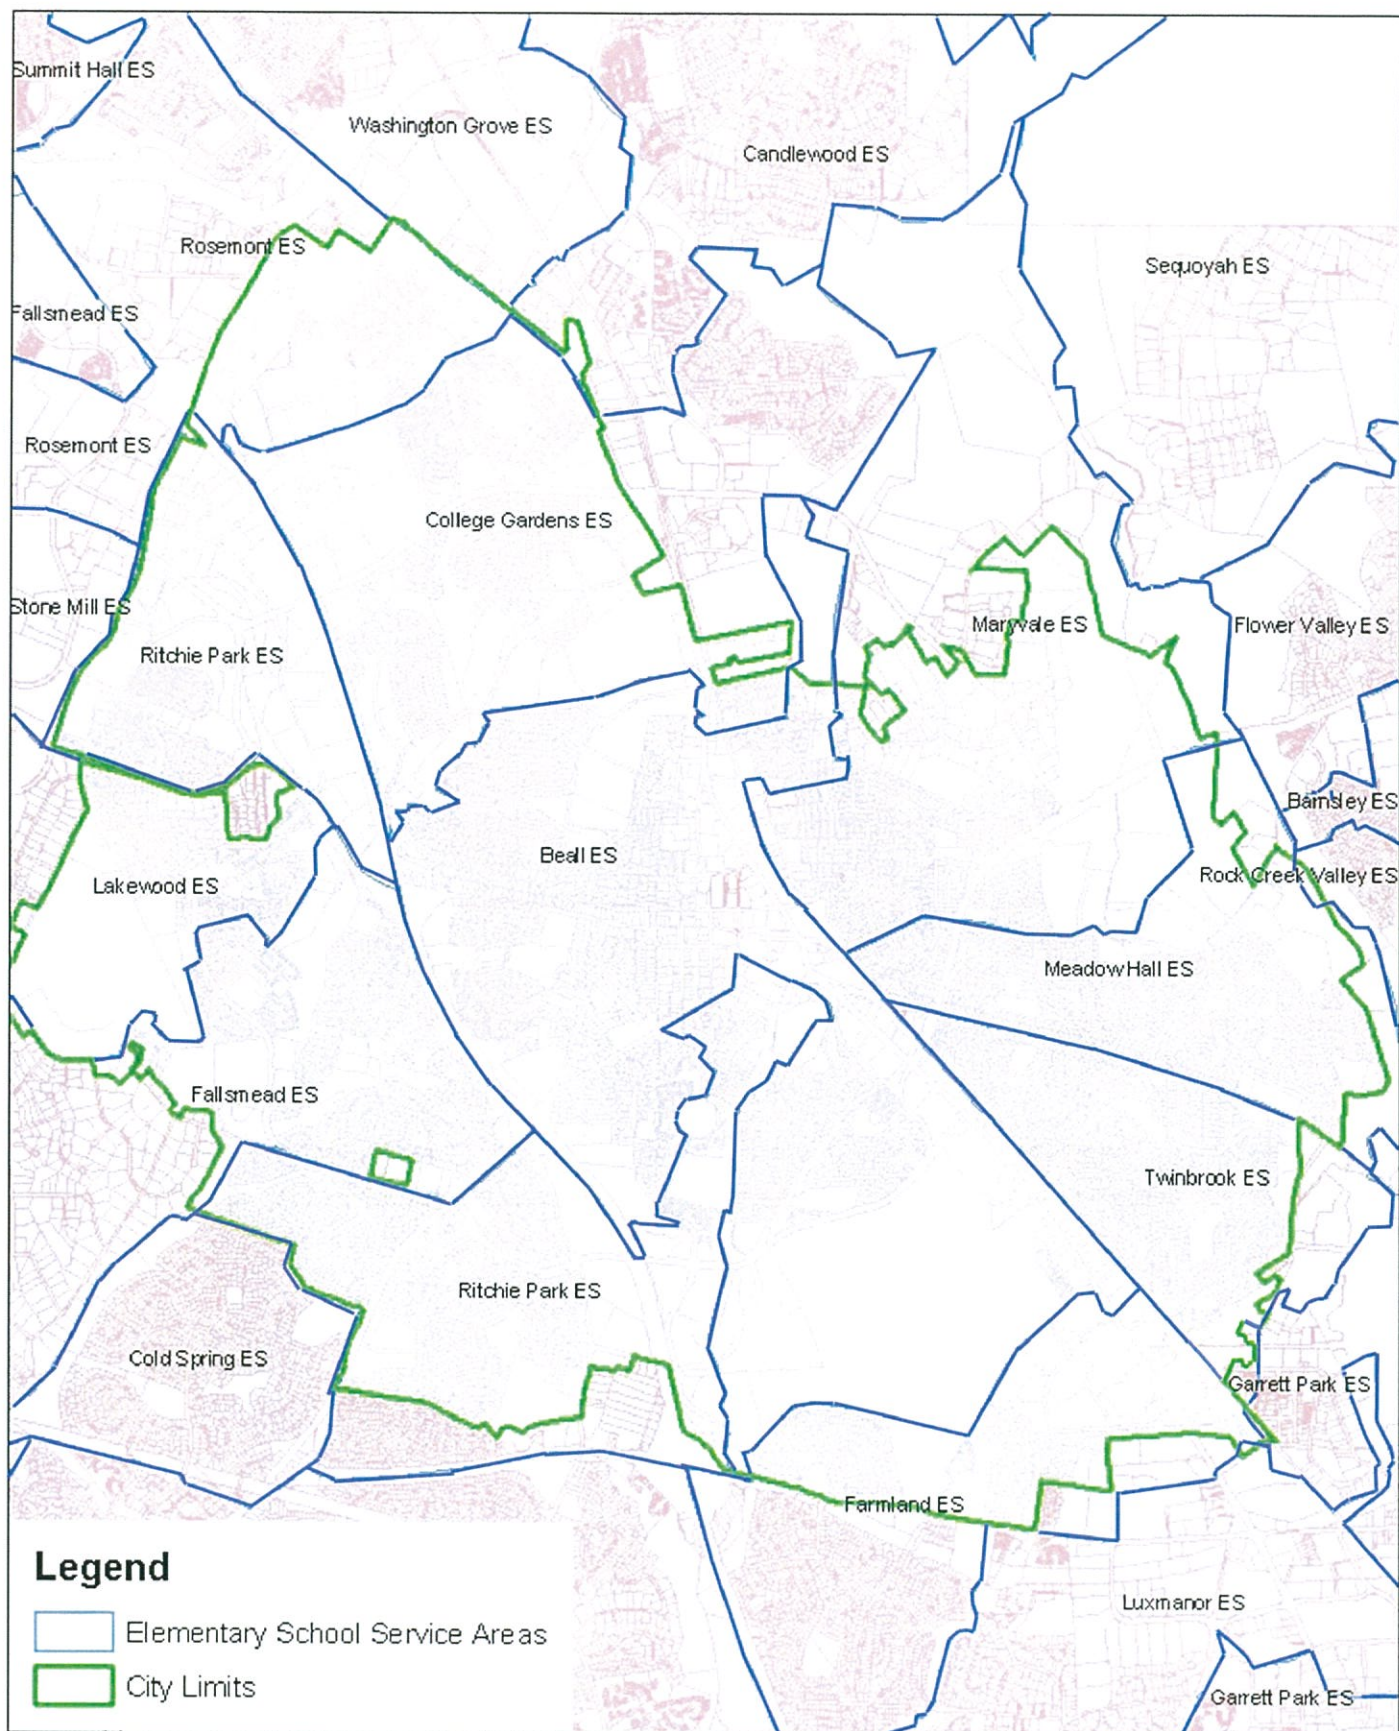 Summit Hall ES
Washington Grove ES
Candlewood ES
Rosemont ES
Sequoyah ES
Fallsmead ES
Rosemont ES
College Gardens ES
Stone Mill ES
Maryvale ES
Flower Valley ES
Ritchie Park ES
Barnsley ES
Beall ES
Rock Creek Valley ES
Lakewood ES
Meadow Hall ES
Fallsmead ES
Twinbrook ES
Ritchie Park ES
Cold Spring ES
Garrett Park ES
Farmland ES
Legend
Luxmanor ES
Elementary School Service Areas
City Limits
Garrett Park ES